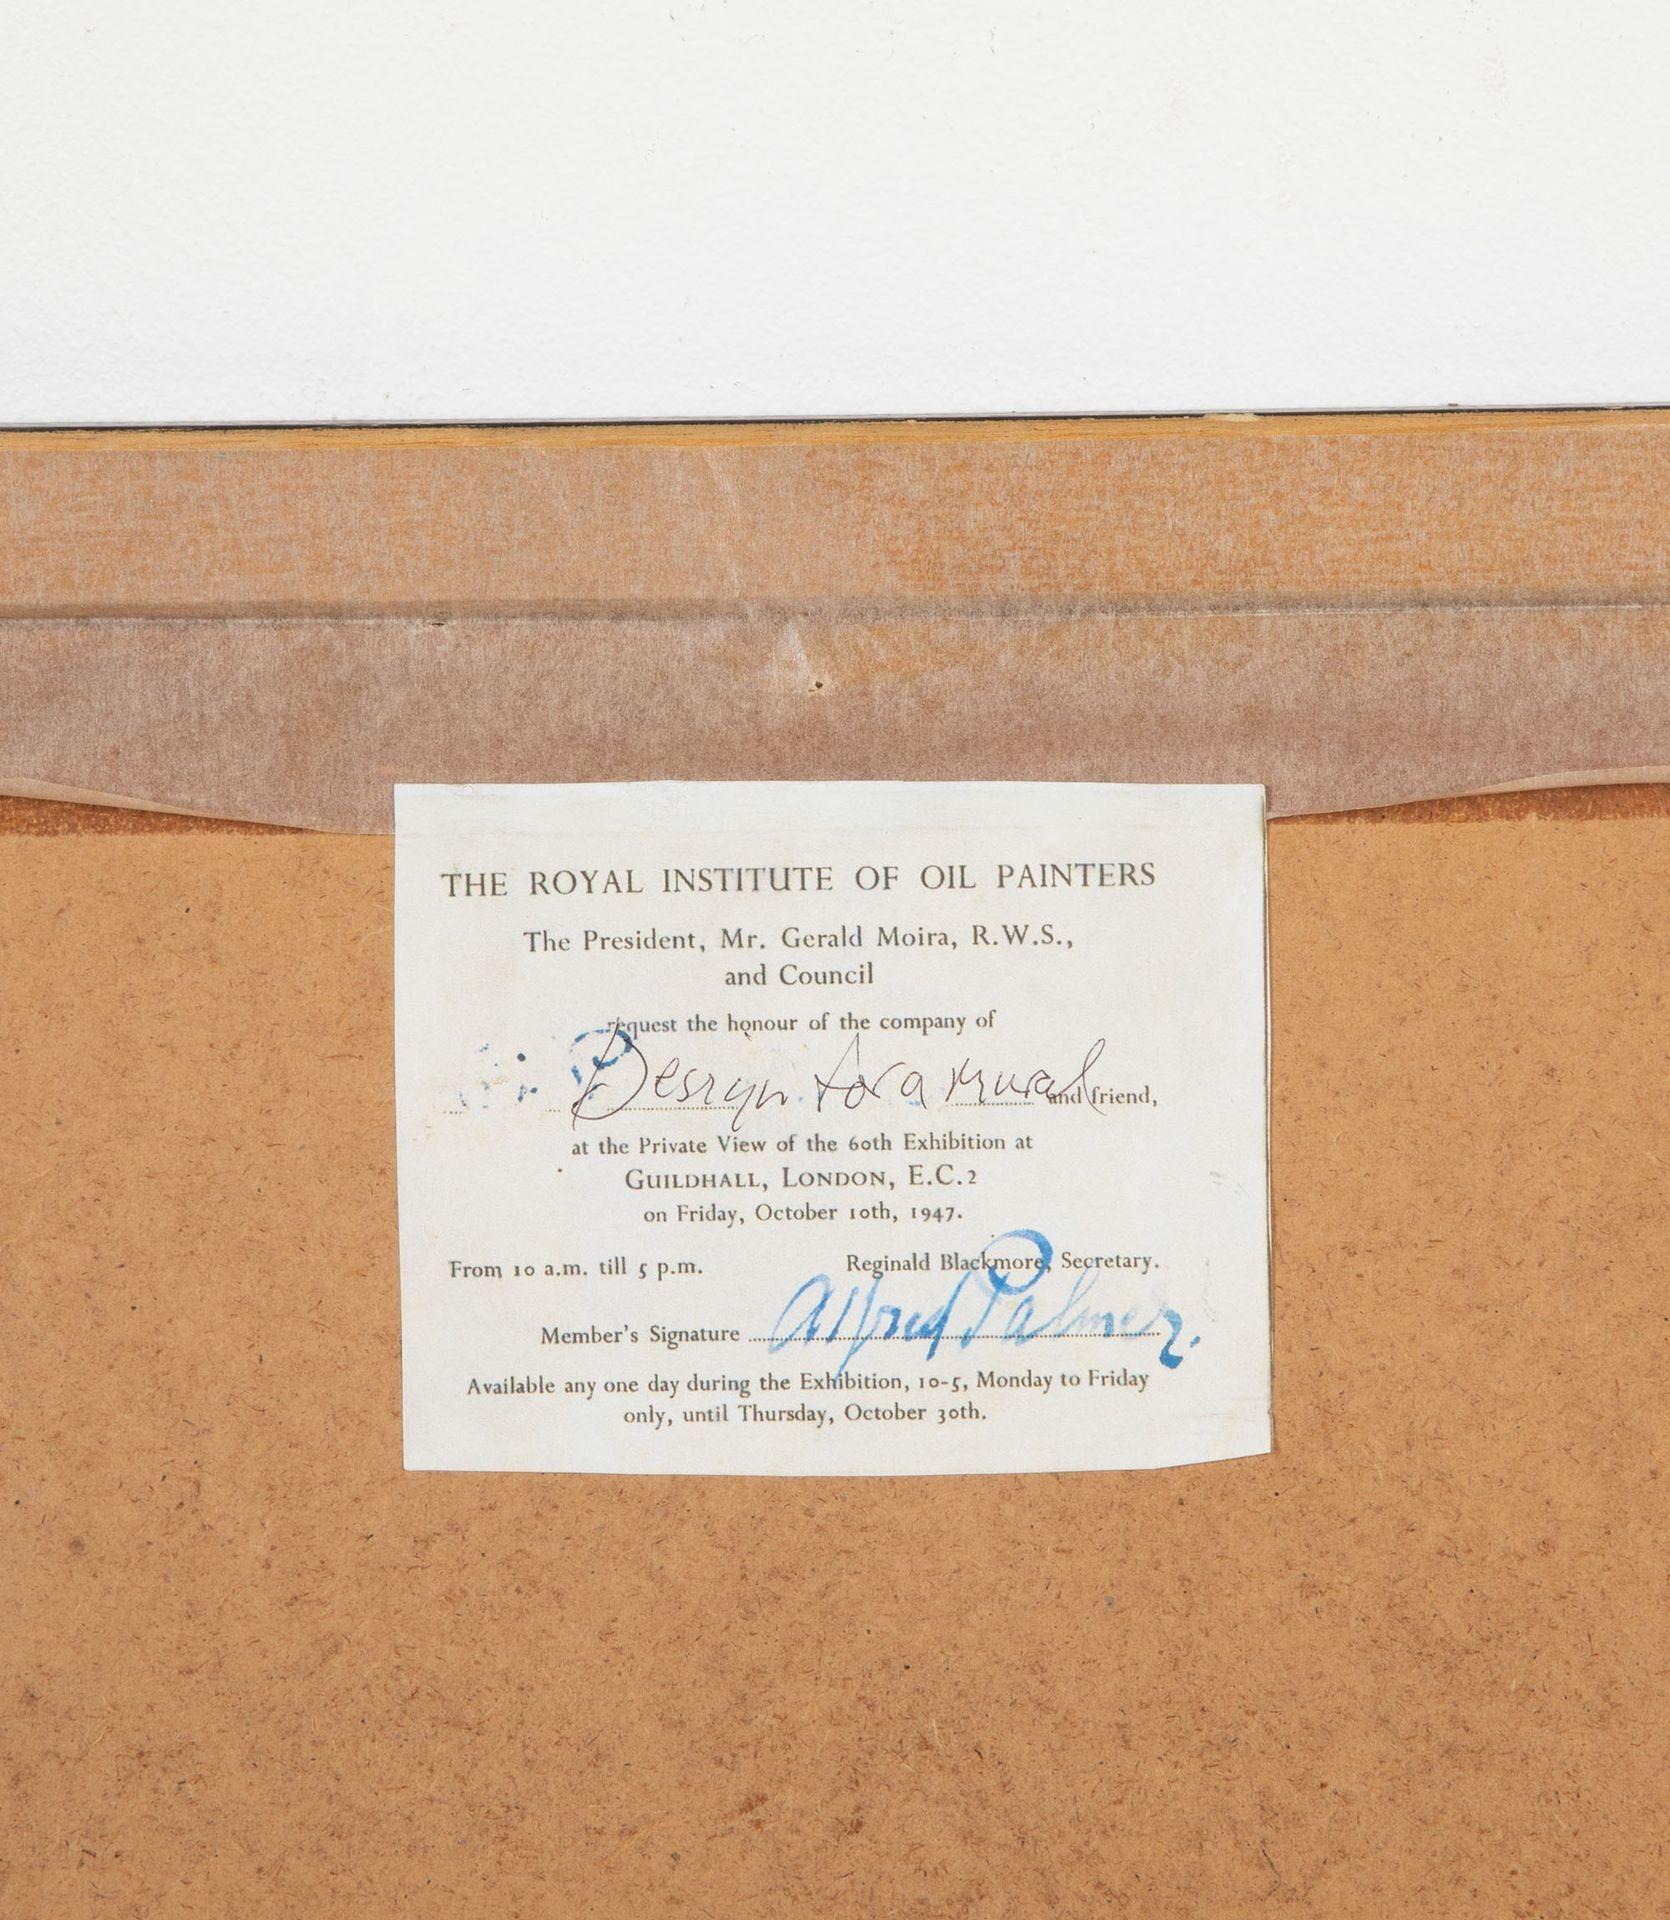 THE ROYAL INSTITUTE OF OIL PAINTERS
The President, Mr. Gerald Moira, R.W.S.,
and Council
request the honour of the company of
Design for a Mural and friend,
at the Private View of the 60th Exhibition at
GUILDHALL, LONDON, E.C.2
on Friday, October 10th, 1947.
From 10 a.m. till 5 p.m. Reginald Blackmore, Secretary.
Member's Signature Alfred Palmer.
Available any one day during the Exhibition, 10-5, Monday to Friday
only, until Thursday, October 30th.